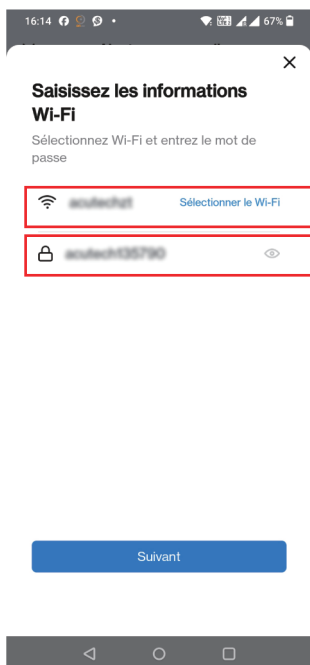 16:14 67%
Saisissez les informations
Wi-Fi
Sélectionnez Wi-Fi et entrez le mot de
passe
Sélectionner le Wi-Fi
Suivant